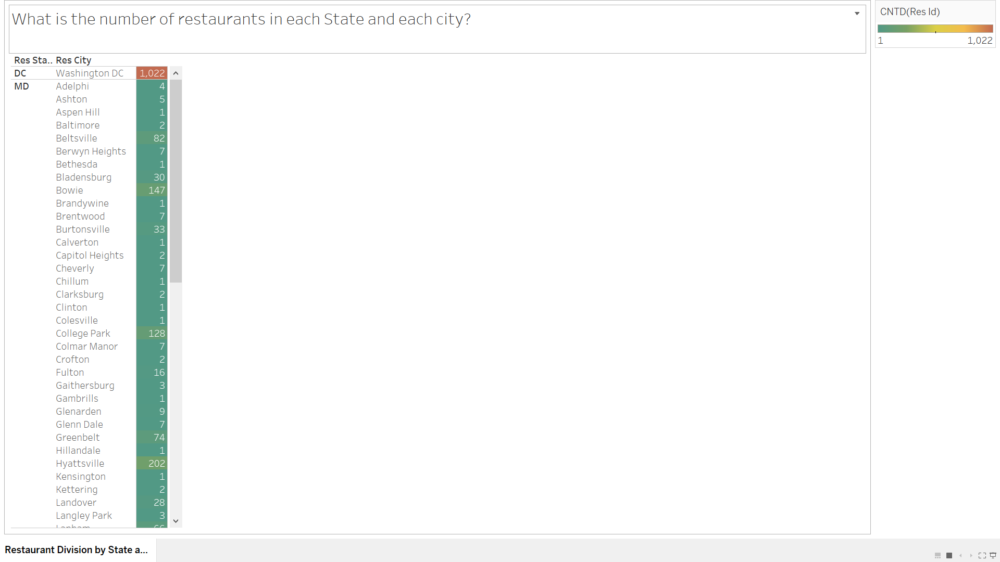 What is the number of restaurants in each State and each city?
CNTD(Res Id)
1 1,022
Res Sta.. Res City
DC Washington DC 1,022
MD Adelphi 4
Ashton 5
Aspen Hill 1
Baltimore 2
Beltsville 82
Berwyn Heights 7
Bethesda 1
Bladensburg 30
Bowie 147
Brandywine 1
Brentwood 7
Burtonsville 33
Calverton 1
Capitol Heights 2
Cheverly 7
Chillum 1
Clarksburg 2
Clinton 1
Colesville 1
College Park 128
Colmar Manor 7
Crofton 2
Fulton 16
Gaithersburg 3
Gambrills 1
Glenarden 9
Glenn Dale 7
Greenbelt 74
Hillandale 1
Hyattsville 202
Kensington 1
Kettering 2
Landover 28
Langley Park 3
Restaurant Division by State a...